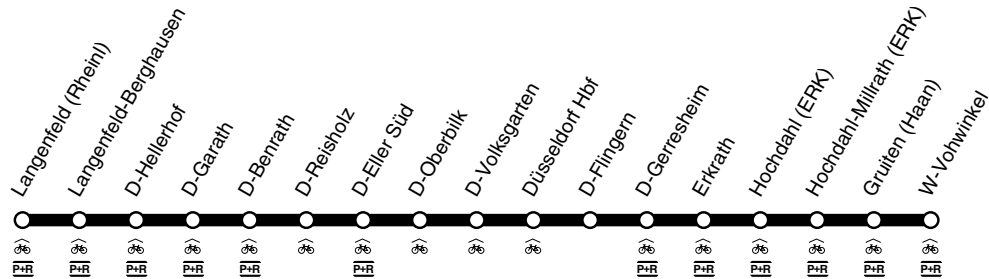 Langenfeld (Rheinl)
Langenfeld-Berghausen
D-Hellerhof
D-Garath
D-Benrath
D-Reisholz
D-Eller Süd
D-Oberbilk
D-Volksgarten
Düsseldorf Hbf
D-Flingern
D-Gerresheim
Erkrath
Hochdahl (ERK)
Hochdahl-Millrath (ERK)
Gruiten (Haan)
W-Vohwinkel
P+R P+R P+R P+R P+R P+R P+R P+R P+R P+R P+R P+R